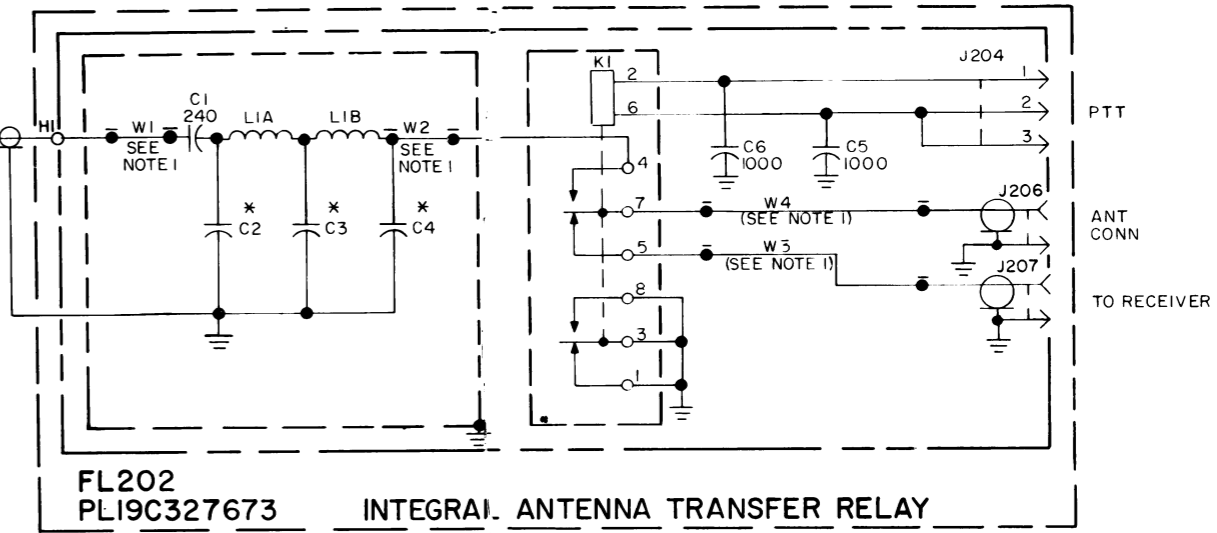 C1
240
H1
W1
SEE
NOTE 1
L1A
L1B
W2
SEE
NOTE 1
*
C2
*
C3
*
C4
K1
2
6
4
7
5
8
3
1
C6
1000
C5
1000
W4
(SEE NOTE 1)
W3
(SEE NOTE 1)
J204
1
2
3
PTT
J206
ANT
CONN
J207
TO RECEIVER
FL202
PL19C327673
INTEGRAL ANTENNA TRANSFER RELAY